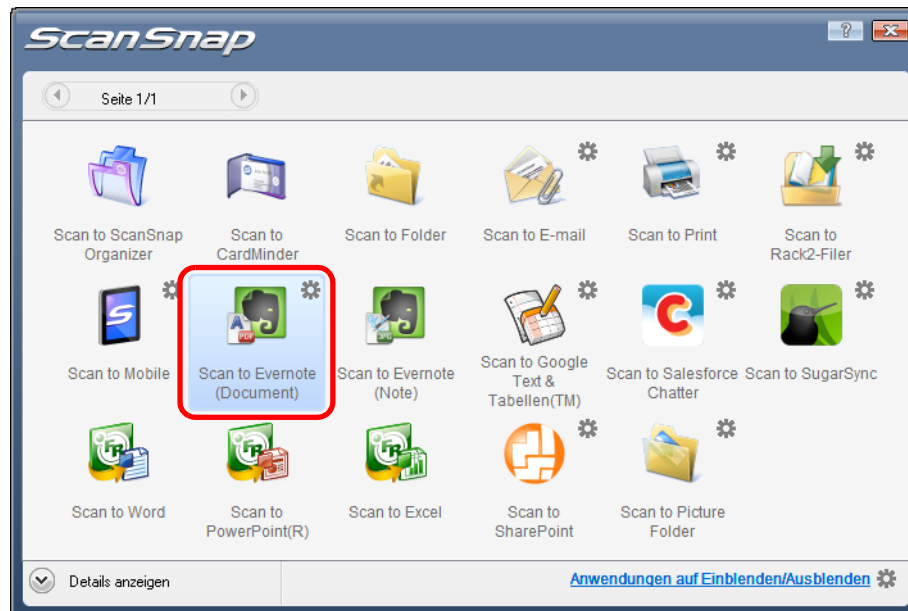 ScanSnap
Seite 1/1
Scan to ScanSnap
Organizer
Scan to
CardMinder
Scan to Folder
Scan to E-mail
Scan to Print
Scan to
Rack2-Filer
Scan to Mobile
Scan to Evernote
(Document)
Scan to Evernote
(Note)
Scan to Google
Text &
Tabellen(TM)
Scan to Salesforce
Chatter
Scan to SugarSync
Scan to Word
Scan to
PowerPoint(R)
Scan to Excel
Scan to
SharePoint
Scan to Picture
Folder
Details anzeigen
Anwendungen auf Einblenden/Ausblenden